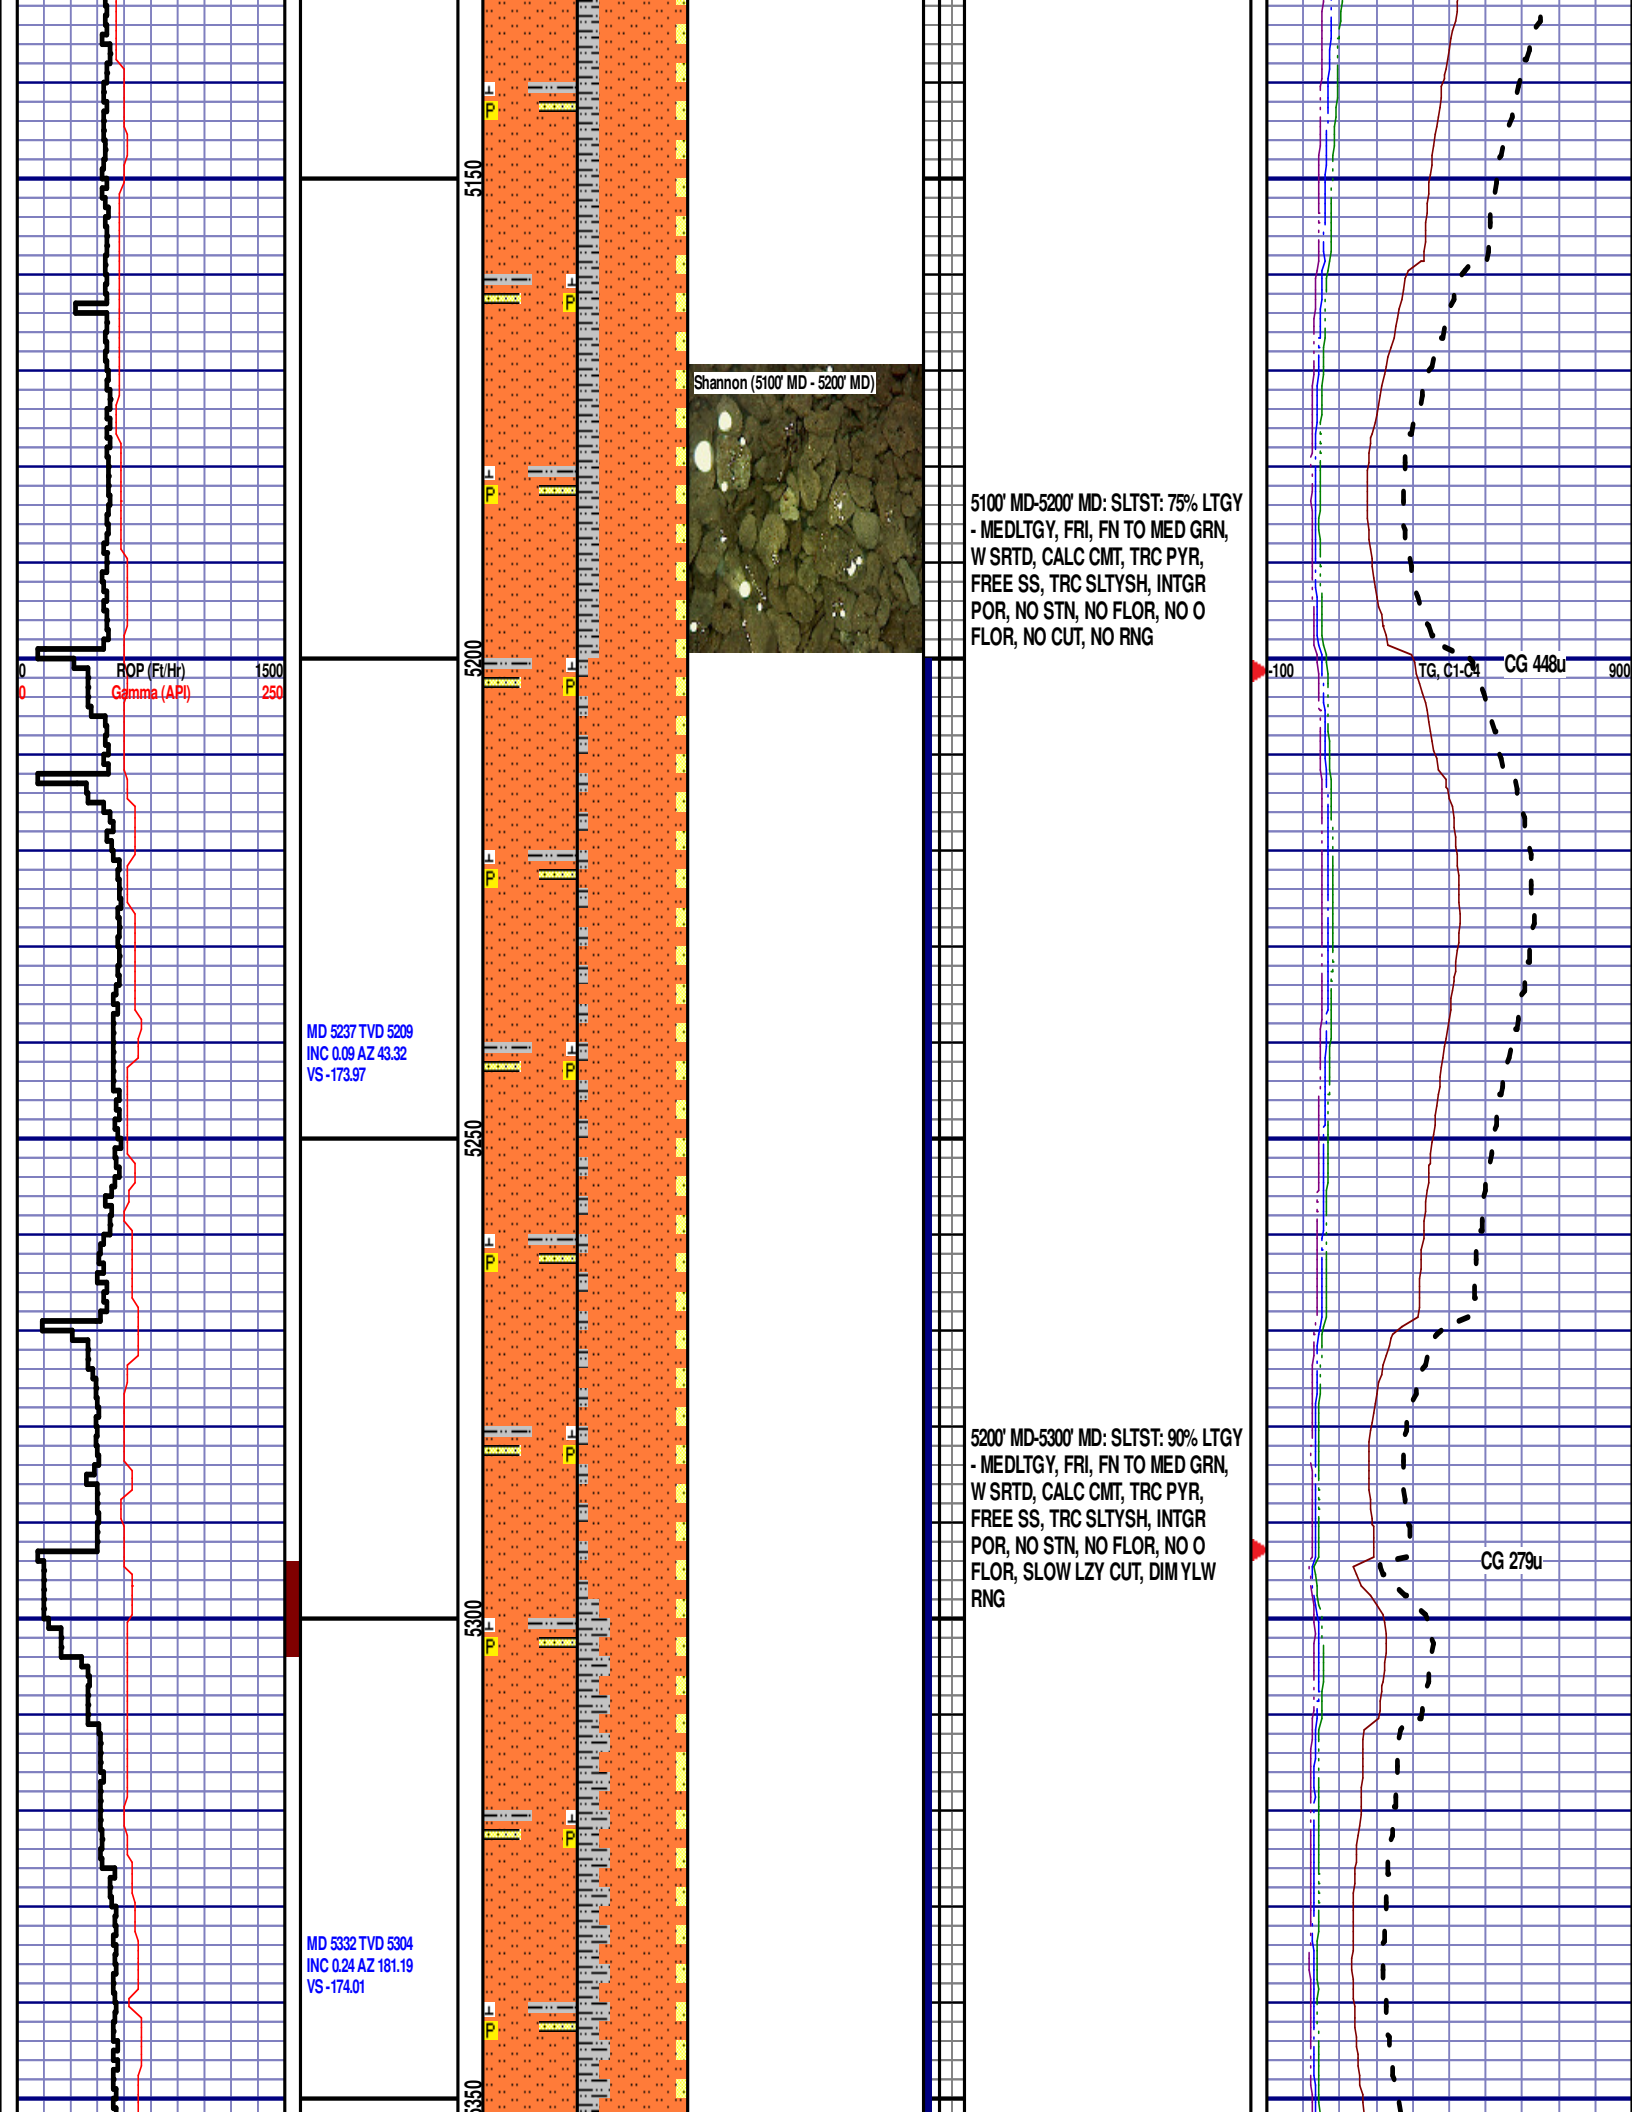 5150
Shannon (5100' MD - 5200' MD)
5100' MD-5200' MD: SLTST: 75% LTGY
- MEDLTGY, FRI, FN TO MED GRN,
W SRTD, CALC CMT, TRC PYR,
FREE SS, TRC SLTYSH, INTGR
POR, NO STN, NO FLOR, NO O
FLOR, NO CUT, NO RNG
5200
0 ROP (Ft/Hr) 1500
0 Gamma (API) 250
-100 TG, C1-C4 900
CG 448u
MD 5237 TVD 5209
INC 0.09 AZ 43.32
VS -173.97
5250
5200' MD-5300' MD: SLTST: 90% LTGY
- MEDLTGY, FRI, FN TO MED GRN,
W SRTD, CALC CMT, TRC PYR,
FREE SS, TRC SLTYSH, INTGR
POR, NO STN, NO FLOR, NO O
FLOR, SLOW LZY CUT, DIM YLW
RNG
CG 279u
5300
MD 5332 TVD 5304
INC 0.24 AZ 181.19
VS -174.01
5350
P
P
P
P
P
P
P
P
P
P
P